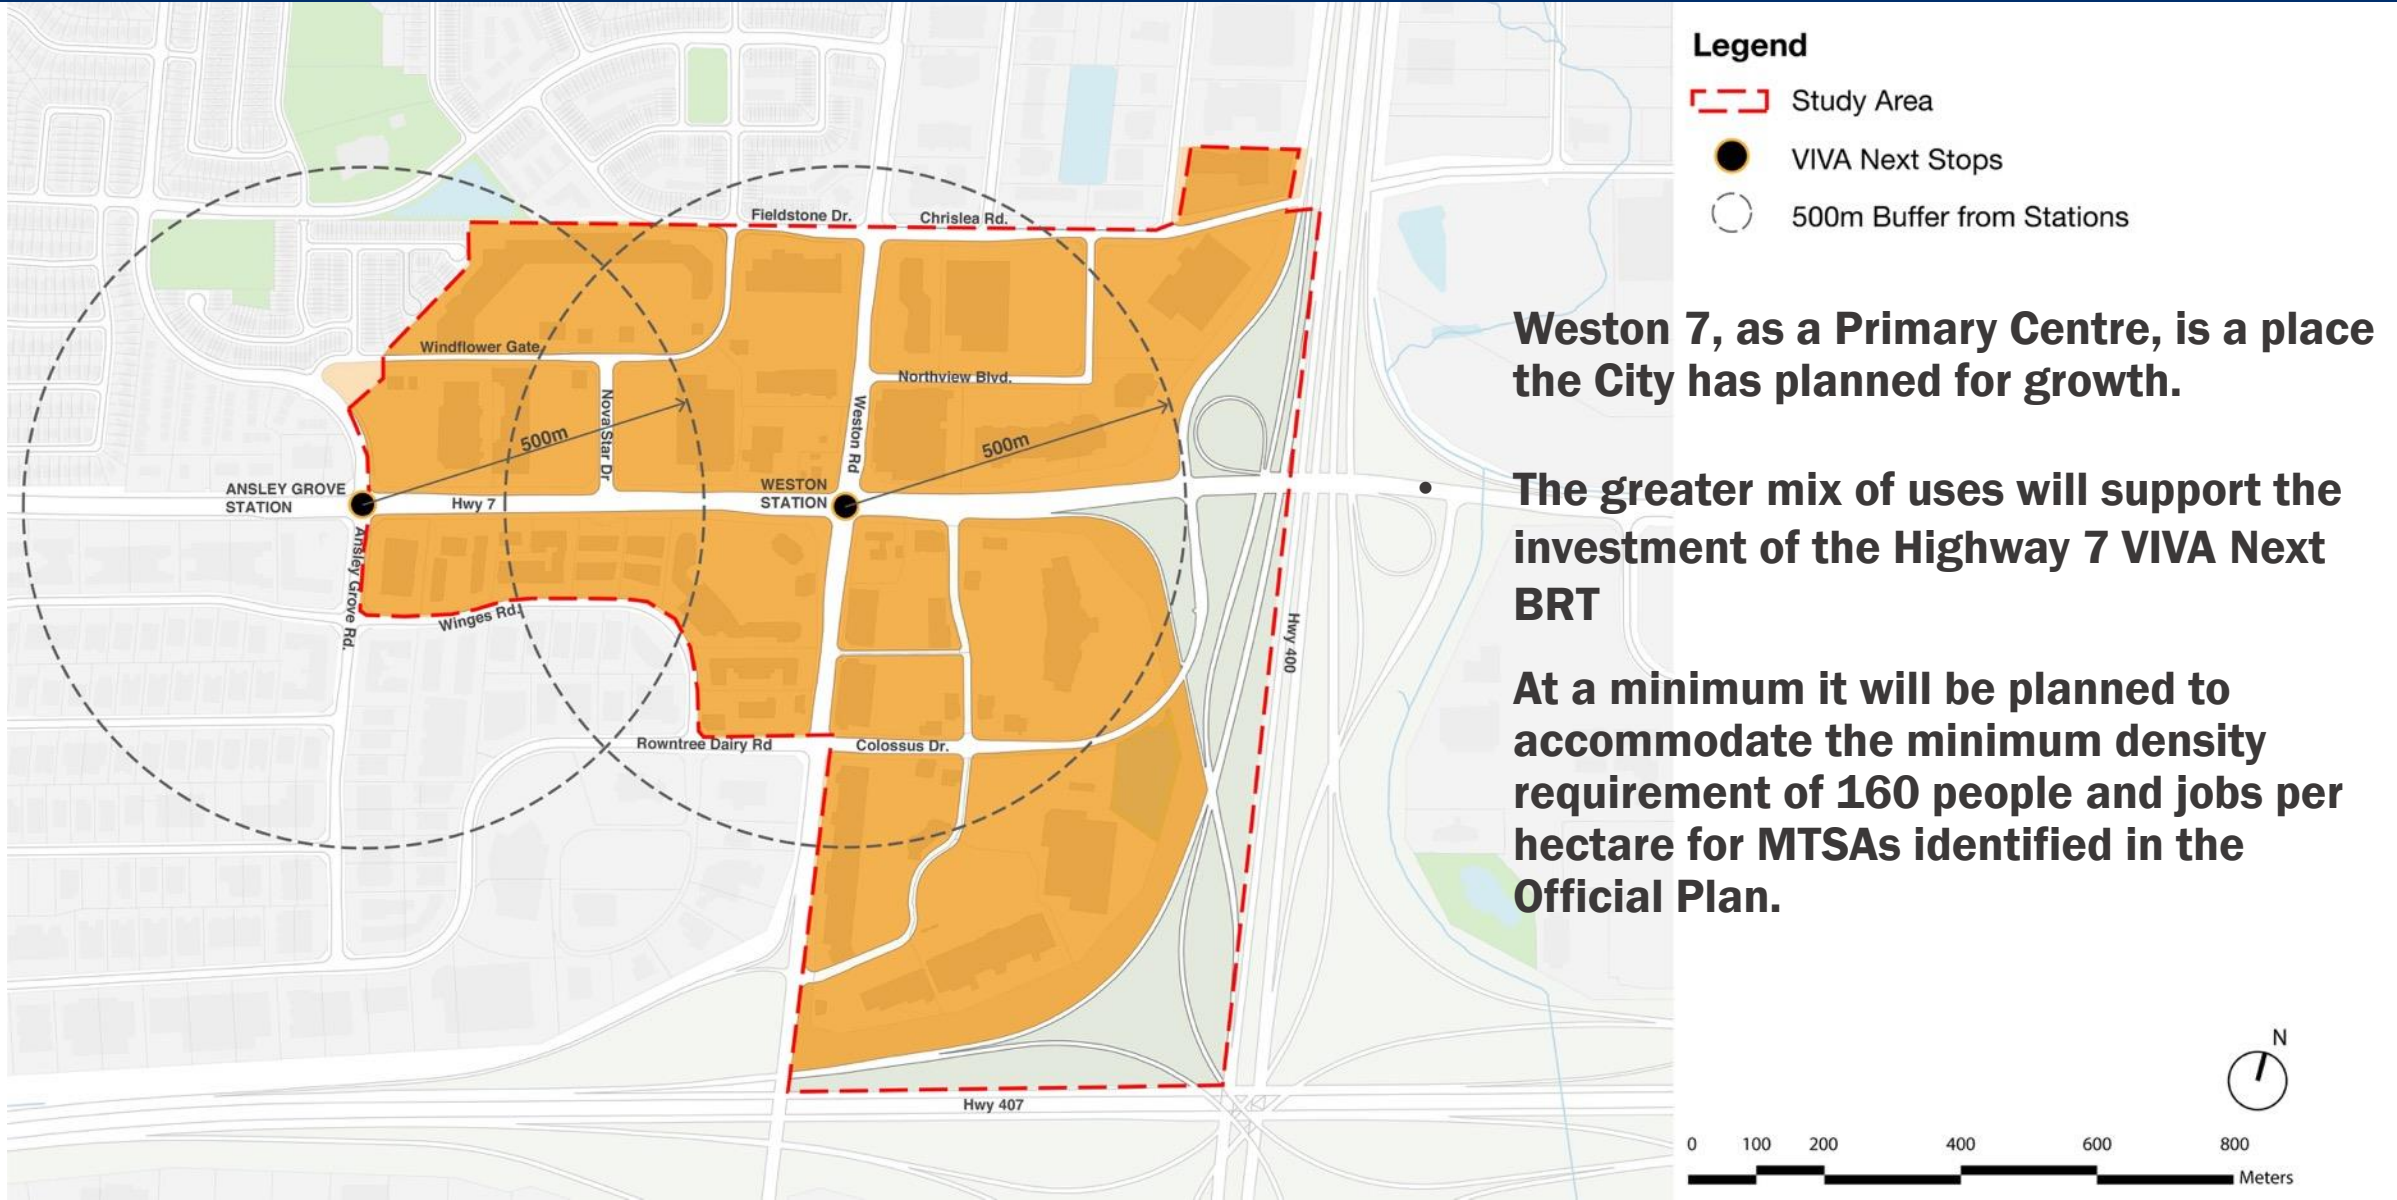 Legend
Study Area
VIVA Next Stops
500m Buffer from Stations
Fieldstone Dr.
Chrislea Rd.
Windflower Gate
Northview Blvd.
Nova Star Dr.
Weston Rd
500m
500m
ANSLEY GROVE
STATION
WESTON
STATION
Hwy 7
Ansley Grove Rd.
Winges Rd.
Hwy 400
Rowntree Dairy Rd
Colossus Dr.
Hwy 407
Weston 7, as a Primary Centre, is a place
the City has planned for growth.
• The greater mix of uses will support the
investment of the Highway 7 VIVA Next
BRT
At a minimum it will be planned to
accommodate the minimum density
requirement of 160 people and jobs per
hectare for MTSAs identified in the
Official Plan.
N
0 100 200 400 600 800
Meters